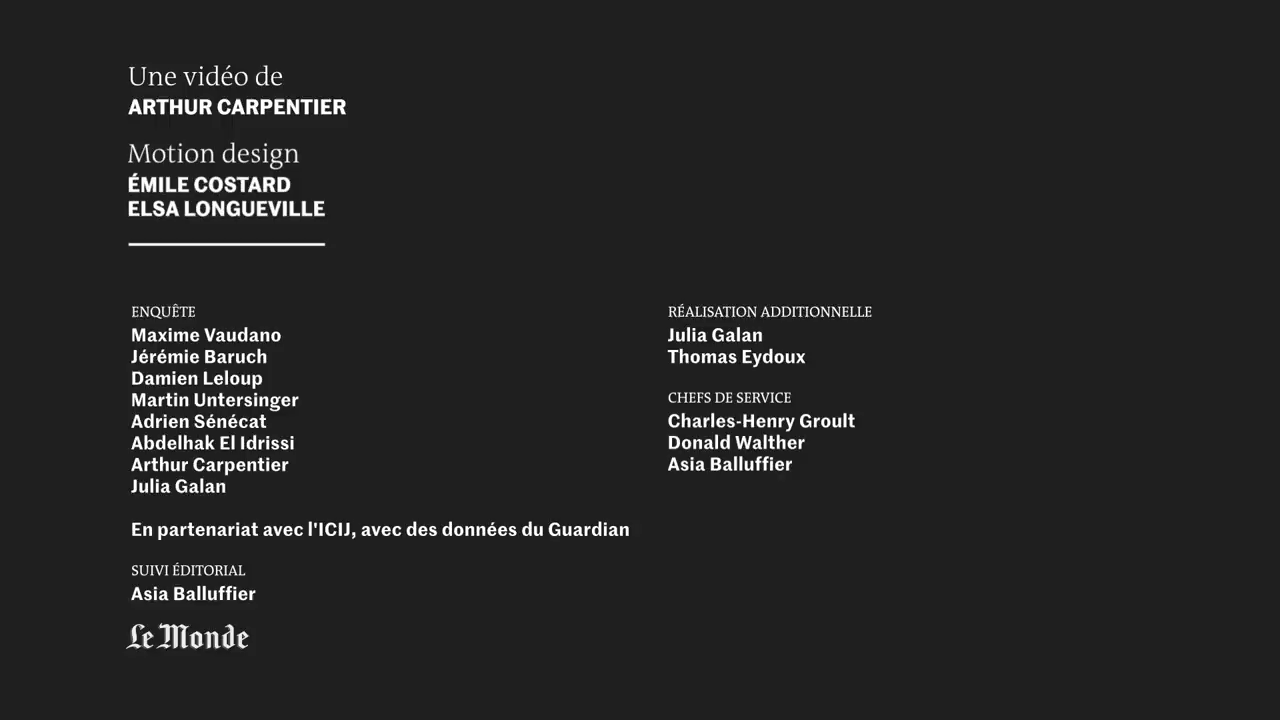 Une vidéo de
ARTHUR CARPENTIER
Motion design
ÉMILE COSTARD
ELSA LONGUEVILLE
ENQUÊTE
Maxime Vaudano
Jérémie Baruch
Damien Leloup
Martin Untersinger
Adrien Sénécat
Abdelhak El Idrissi
Arthur Carpentier
Julia Galan
En partenariat avec l'ICIJ, avec des données du Guardian
SUIVI ÉDITORIAL
Asia Balluffier
Le Monde
RÉALISATION ADDITIONNELLE
Julia Galan
Thomas Eydoux
CHEFS DE SERVICE
Charles-Henry Groult
Donald Walther
Asia Balluffier